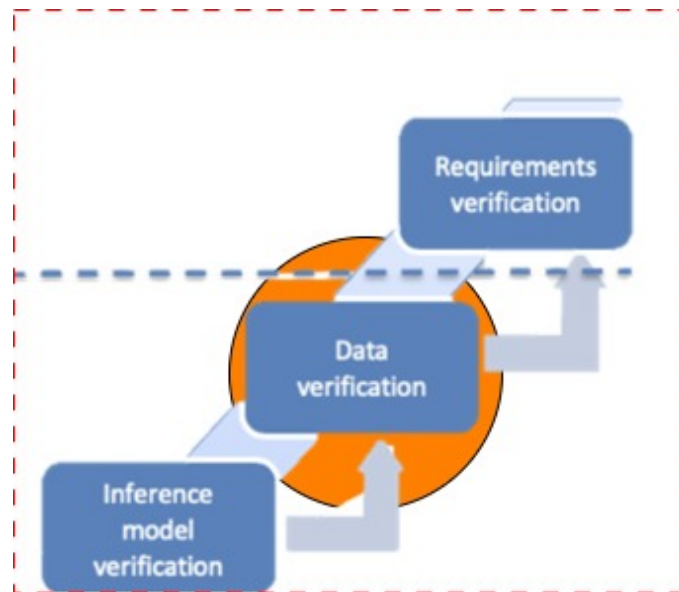 Requirements
verification
Data
verification
Inference
model
verification